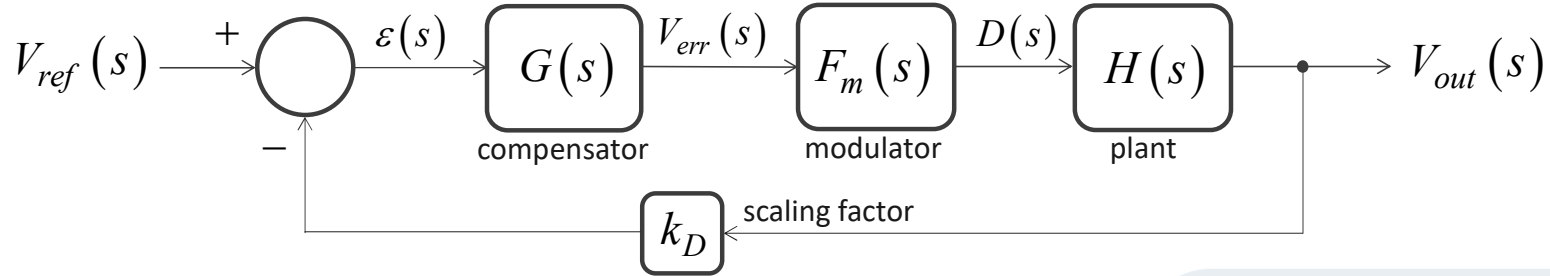 V_ref(s) + ε(s) G(s) V_err(s) F_m(s) D(s) H(s) V_out(s)
− compensator modulator plant
k_D scaling factor